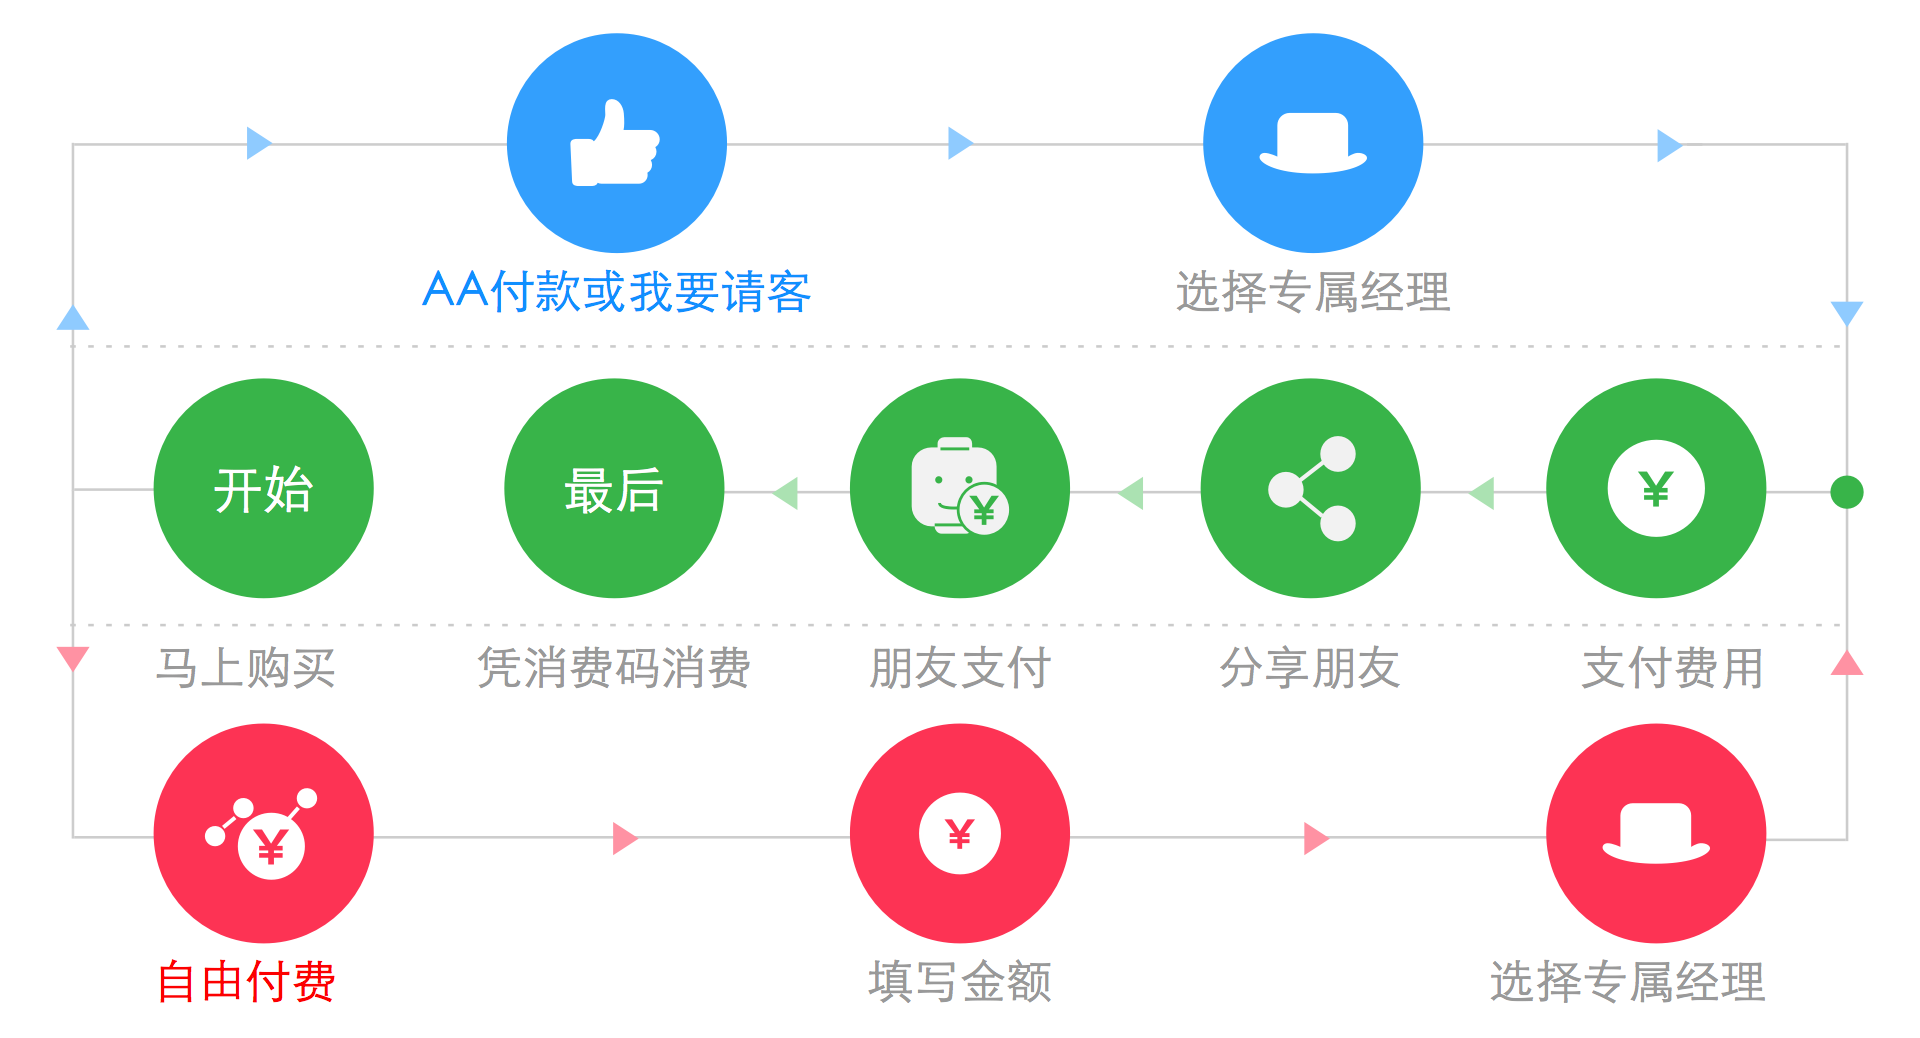 AA付款或我要请客
选择专属经理
开始
最后
¥
¥
马上购买
凭消费码消费
朋友支付
分享朋友
支付费用
¥
¥
自由付费
填写金额
选择专属经理